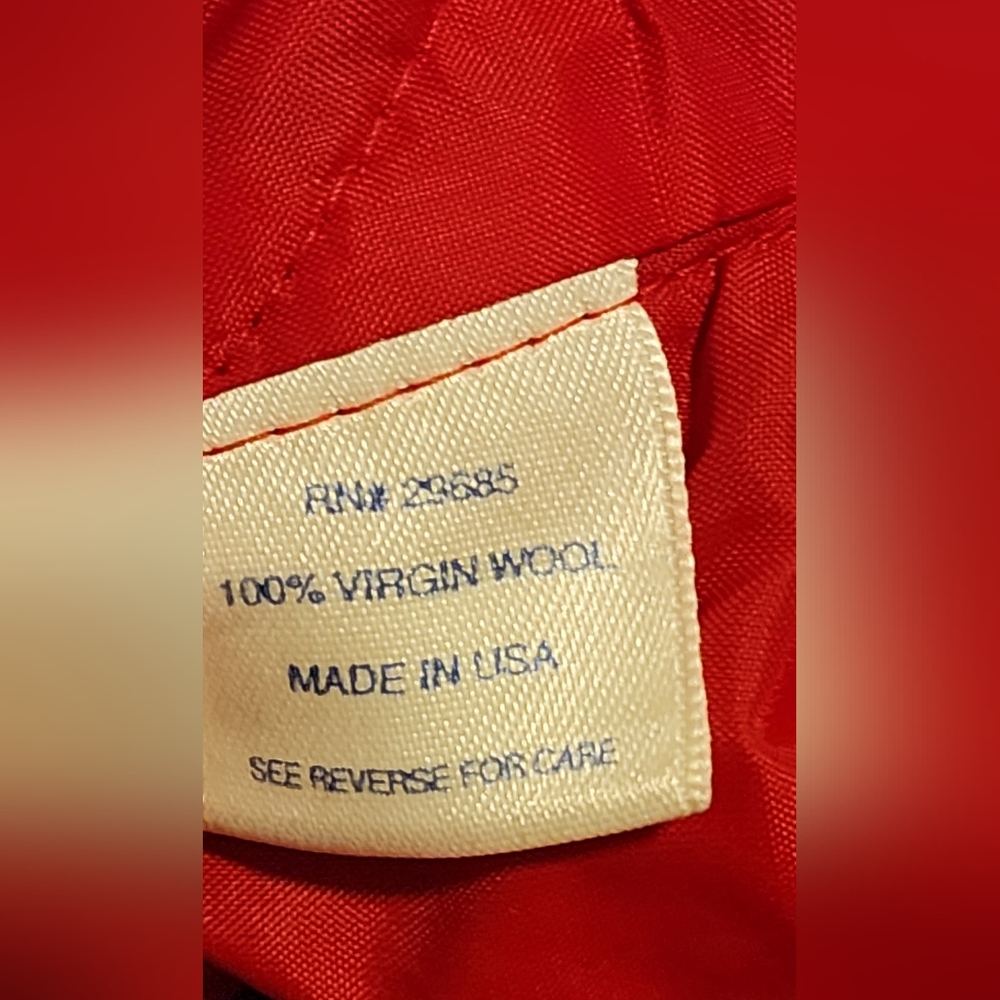 RN# 29685
100% VIRGIN WOOL
MADE IN USA
SEE REVERSE FOR CARE